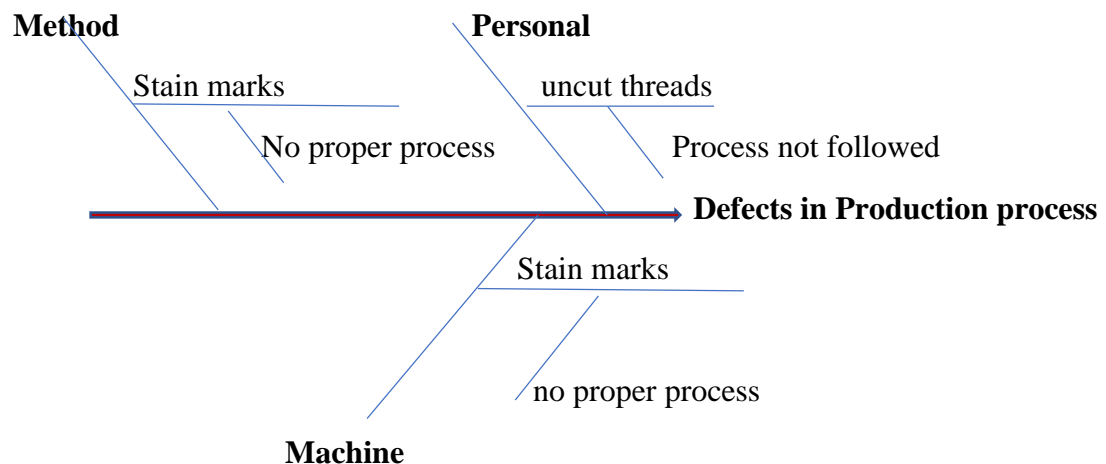 Method
Personal
Stain marks
uncut threads
No proper process
Process not followed
Defects in Production process
Stain marks
no proper process
Machine